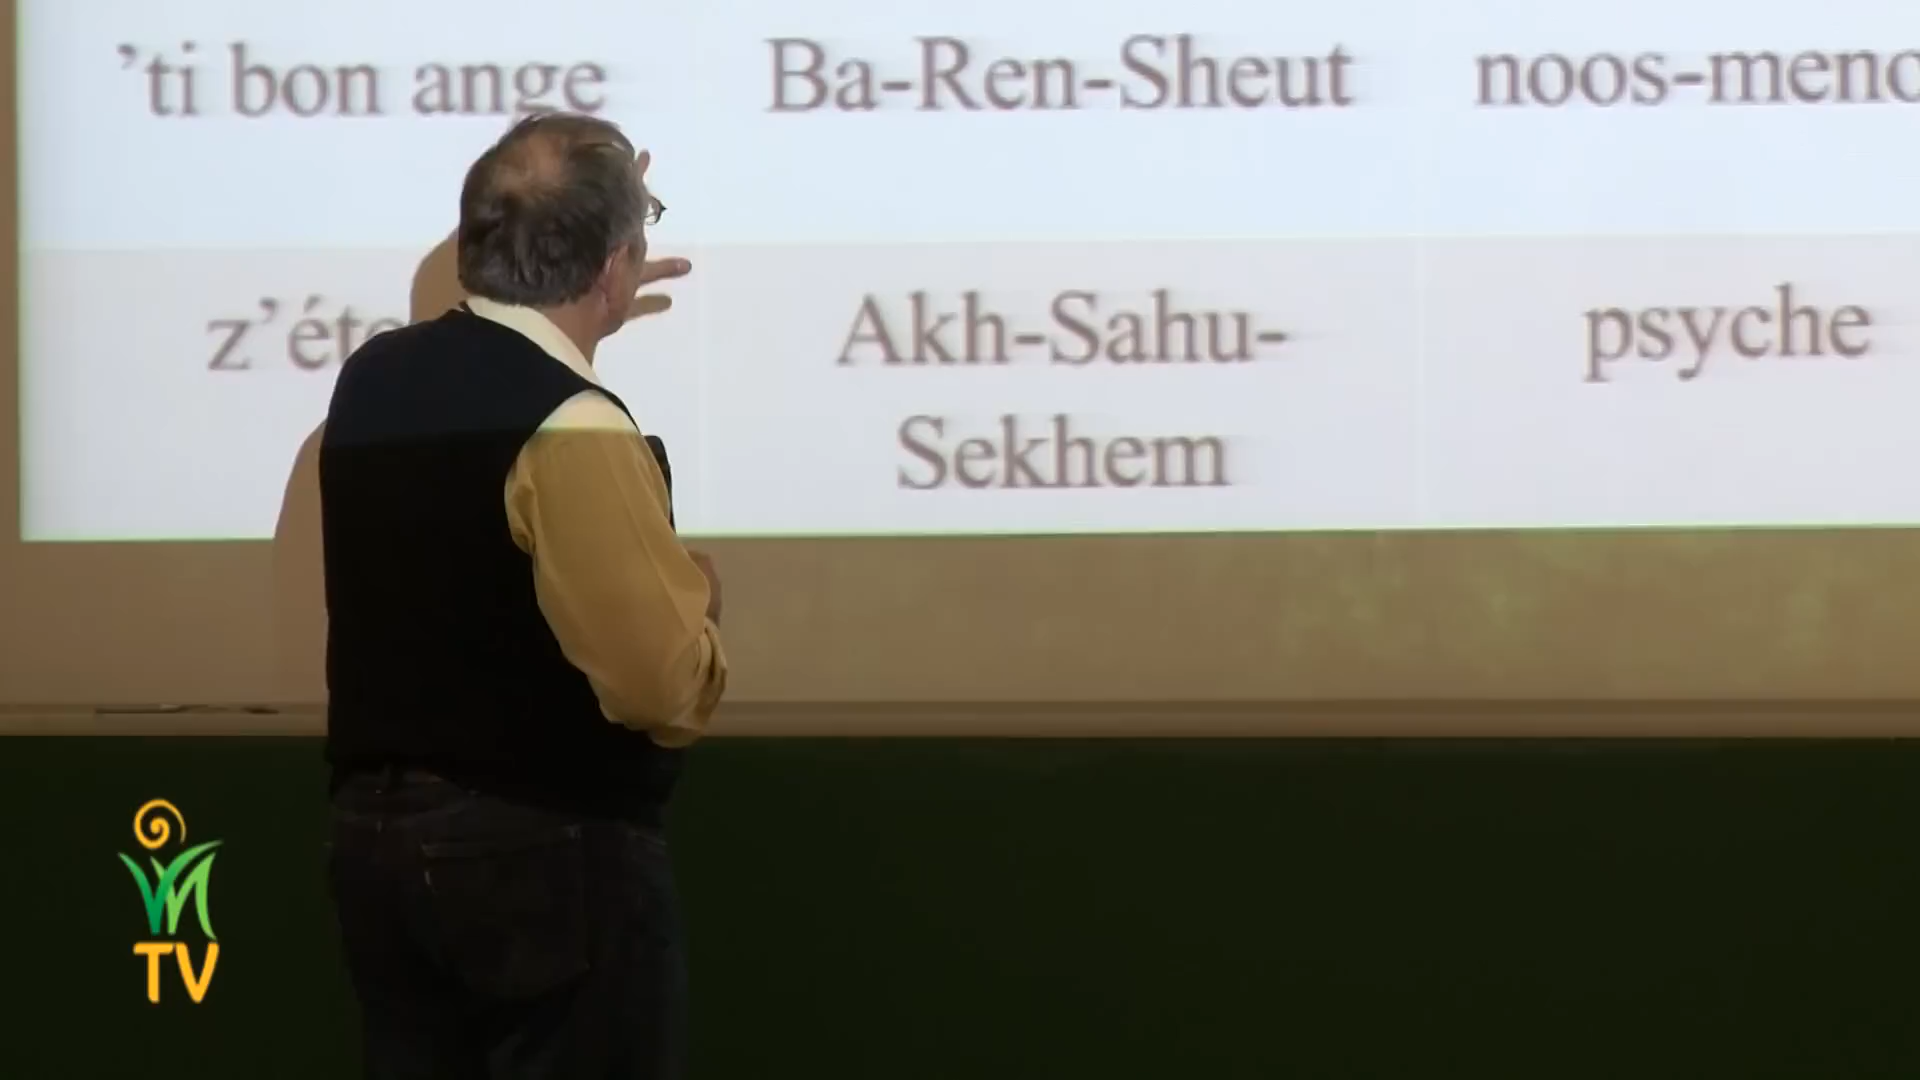 ’ti bon ange
Ba-Ren-Sheut
Akh-Sahu-
Sekhem
psyche
TV